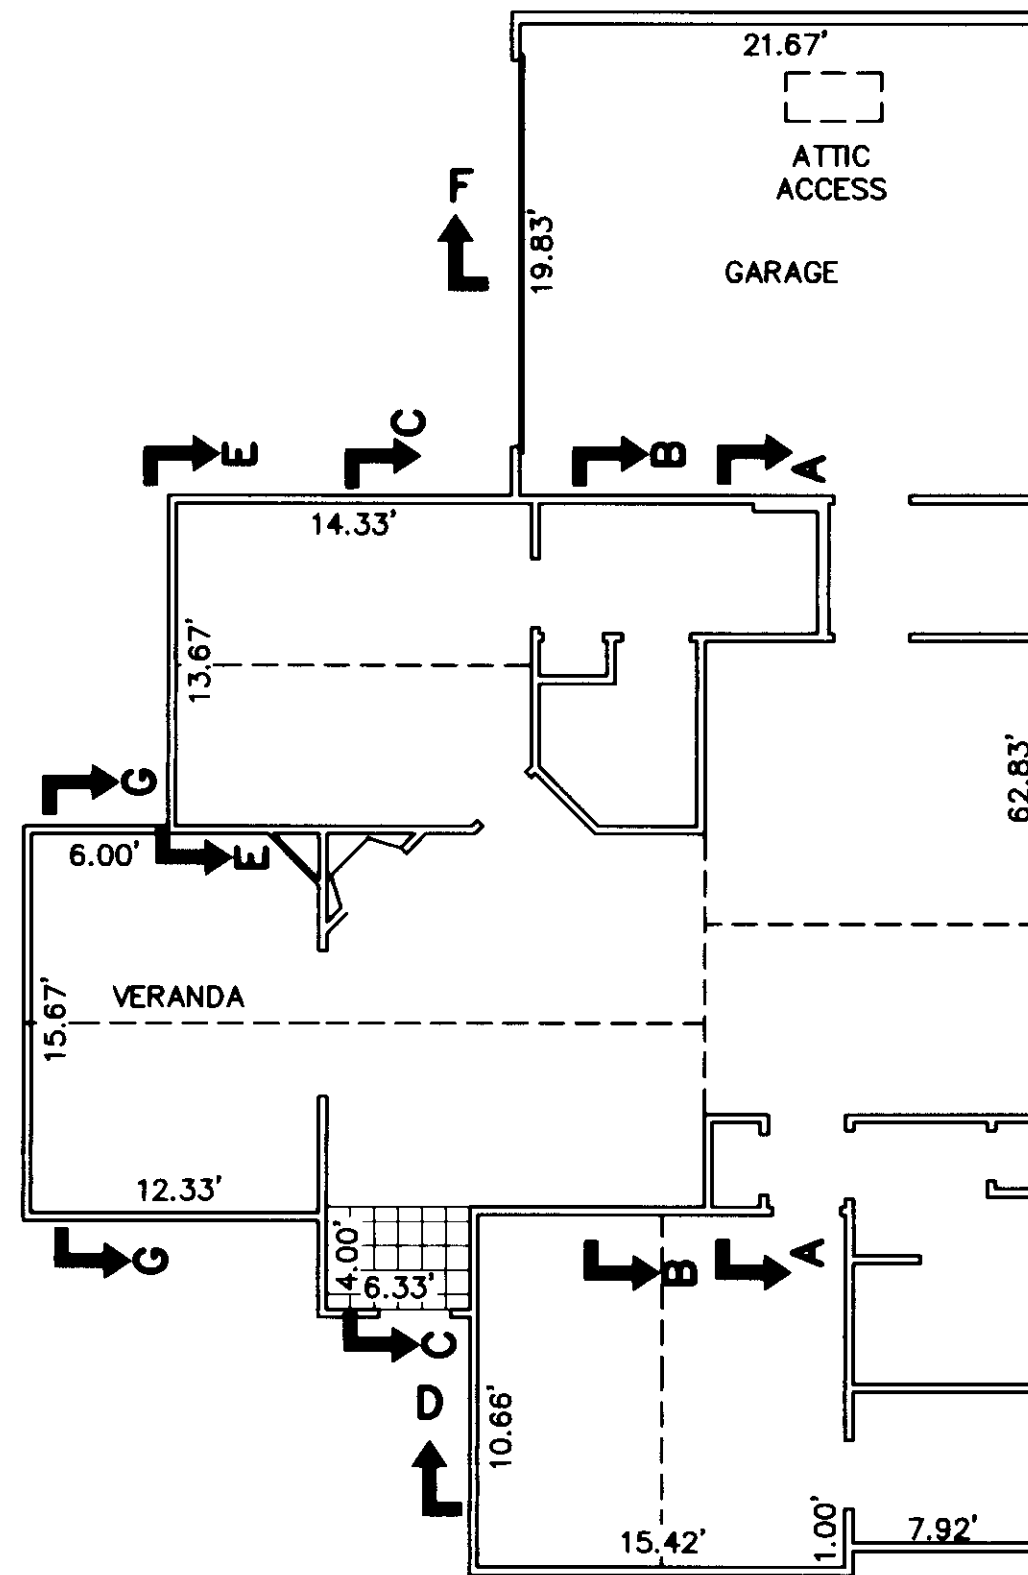 21.67'
ATTIC
ACCESS
F
19.83'
GARAGE
C
E
B
A
14.33'
13.67'
62.83'
G
6.00'
E
15.67'
VERANDA
12.33'
4.00'
6.33'
G
B
A
C
D
10.66'
15.42'
1.00'
7.92'